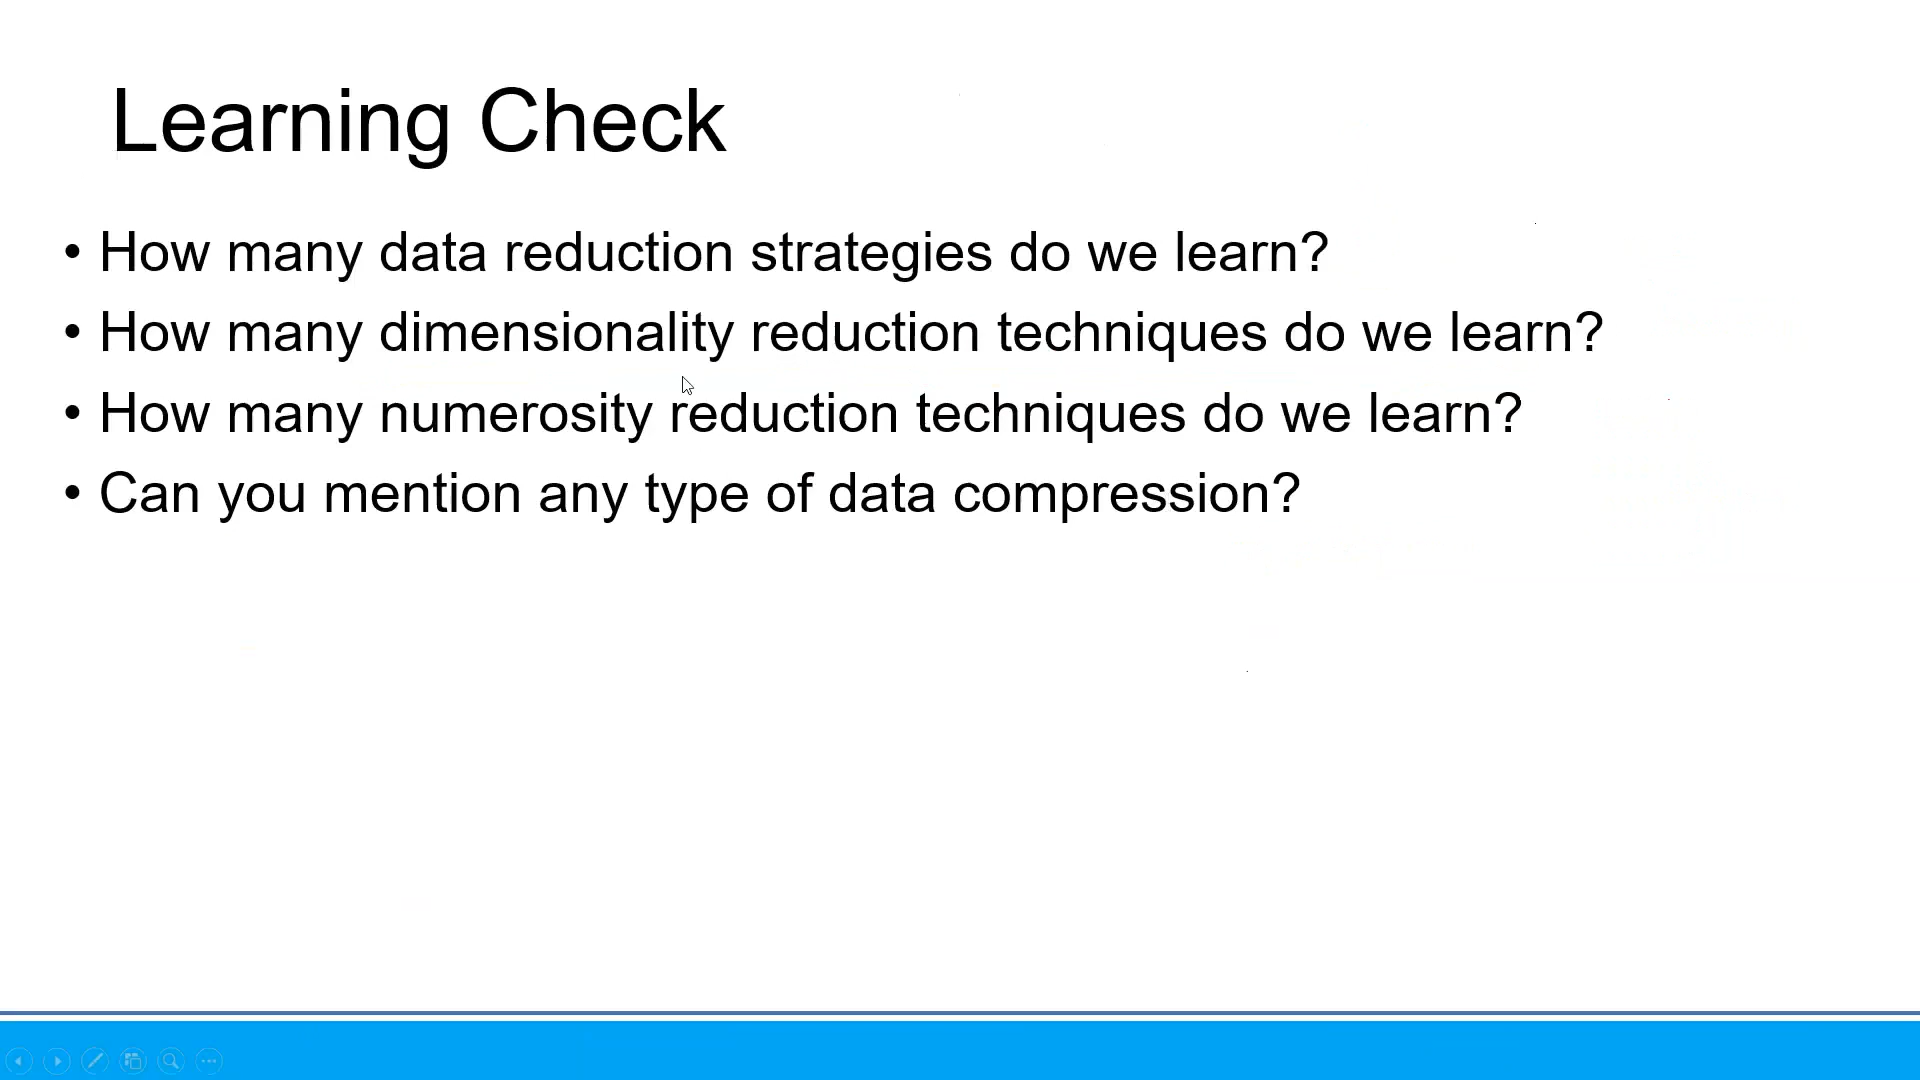 Learning Check
• How many data reduction strategies do we learn?
• How many dimensionality reduction techniques do we learn?
• How many numerosity reduction techniques do we learn?
• Can you mention any type of data compression?